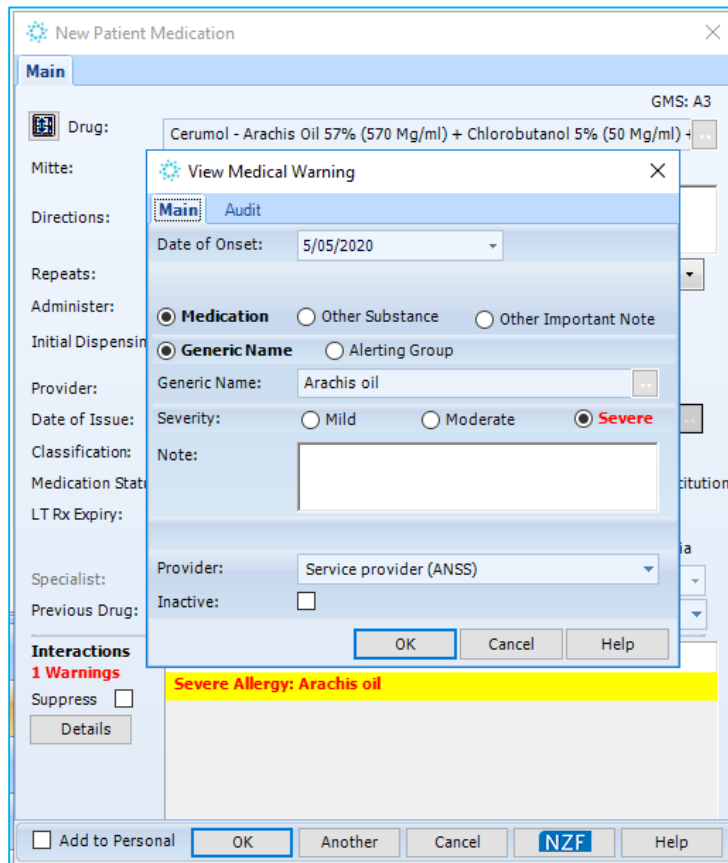 New Patient Medication
Main
GMS: A3
Drug: Cerumol - Arachis Oil 57% (570 Mg/ml) + Chlorobutanol 5% (50 Mg/ml) +
Mitte:
Directions:
Repeats:
Administer:
Initial Dispensin
Provider:
Date of Issue:
Classification:
Medication Stat
LT Rx Expiry:
Specialist:
Previous Drug:
View Medical Warning
Main Audit
Date of Onset: 5/05/2020
Medication Other Substance Other Important Note
Generic Name Alerting Group
Generic Name: Arachis oil
Severity: Mild Moderate Severe
Note:
Provider: Service provider (ANSS)
Inactive:
OK Cancel Help
titution
ia
Interactions
1 Warnings
Suppress
Details
Severe Allergy: Arachis oil
Add to Personal OK Another Cancel NZF Help